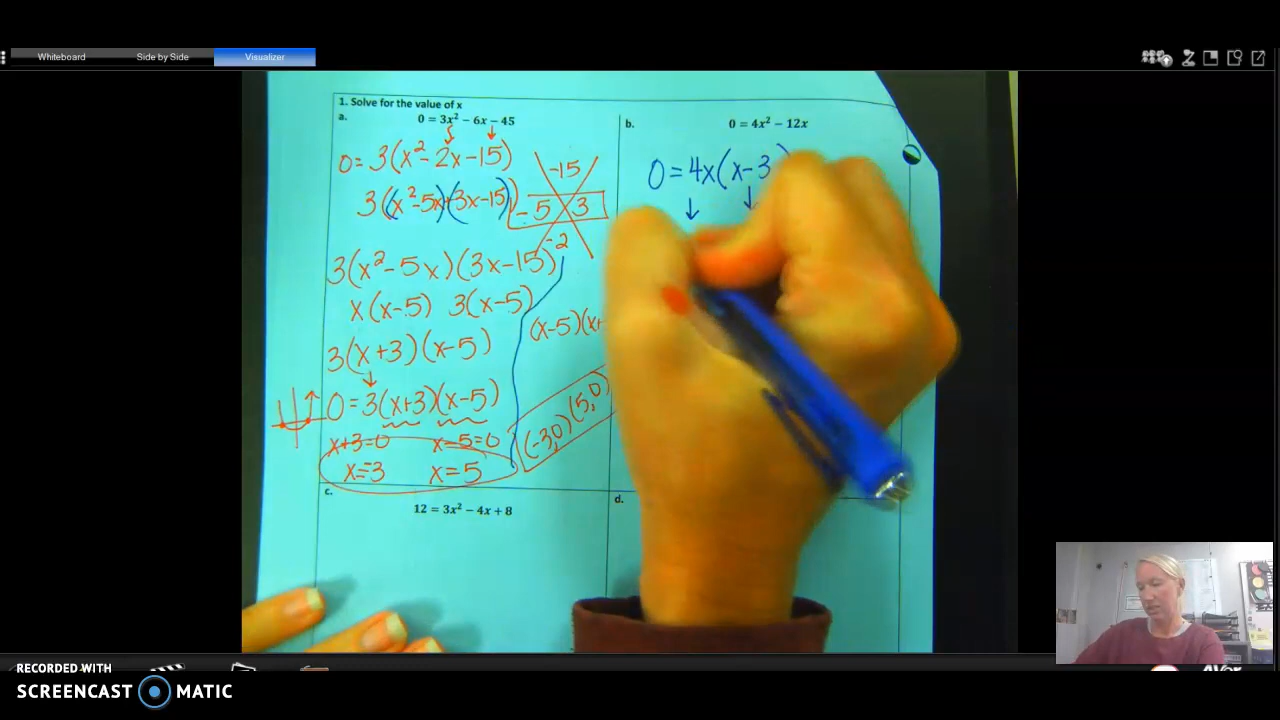 Whiteboard Side by Side Visualizer
1. Solve for the value of x
a. 0 = 3x² − 6x − 45
0 = 3(x² − 2x − 15)
3((x² − 5x) + (3x − 15))
−15
−5 3
−2
3(x² − 5x)(3x − 15)
x(x − 5) 3(x − 5)
(x − 5)(x+
3(x + 3)(x − 5)
0 = 3(x + 3)(x − 5)
x + 3 = 0 x − 5 = 0
x = −3 x = 5
(−3,0)(5,0)
b. 0 = 4x² − 12x
0 = 4x(x − 3)
c. 12 = 3x² − 4x + 8
d.
RECORDED WITH
SCREENCAST MATIC